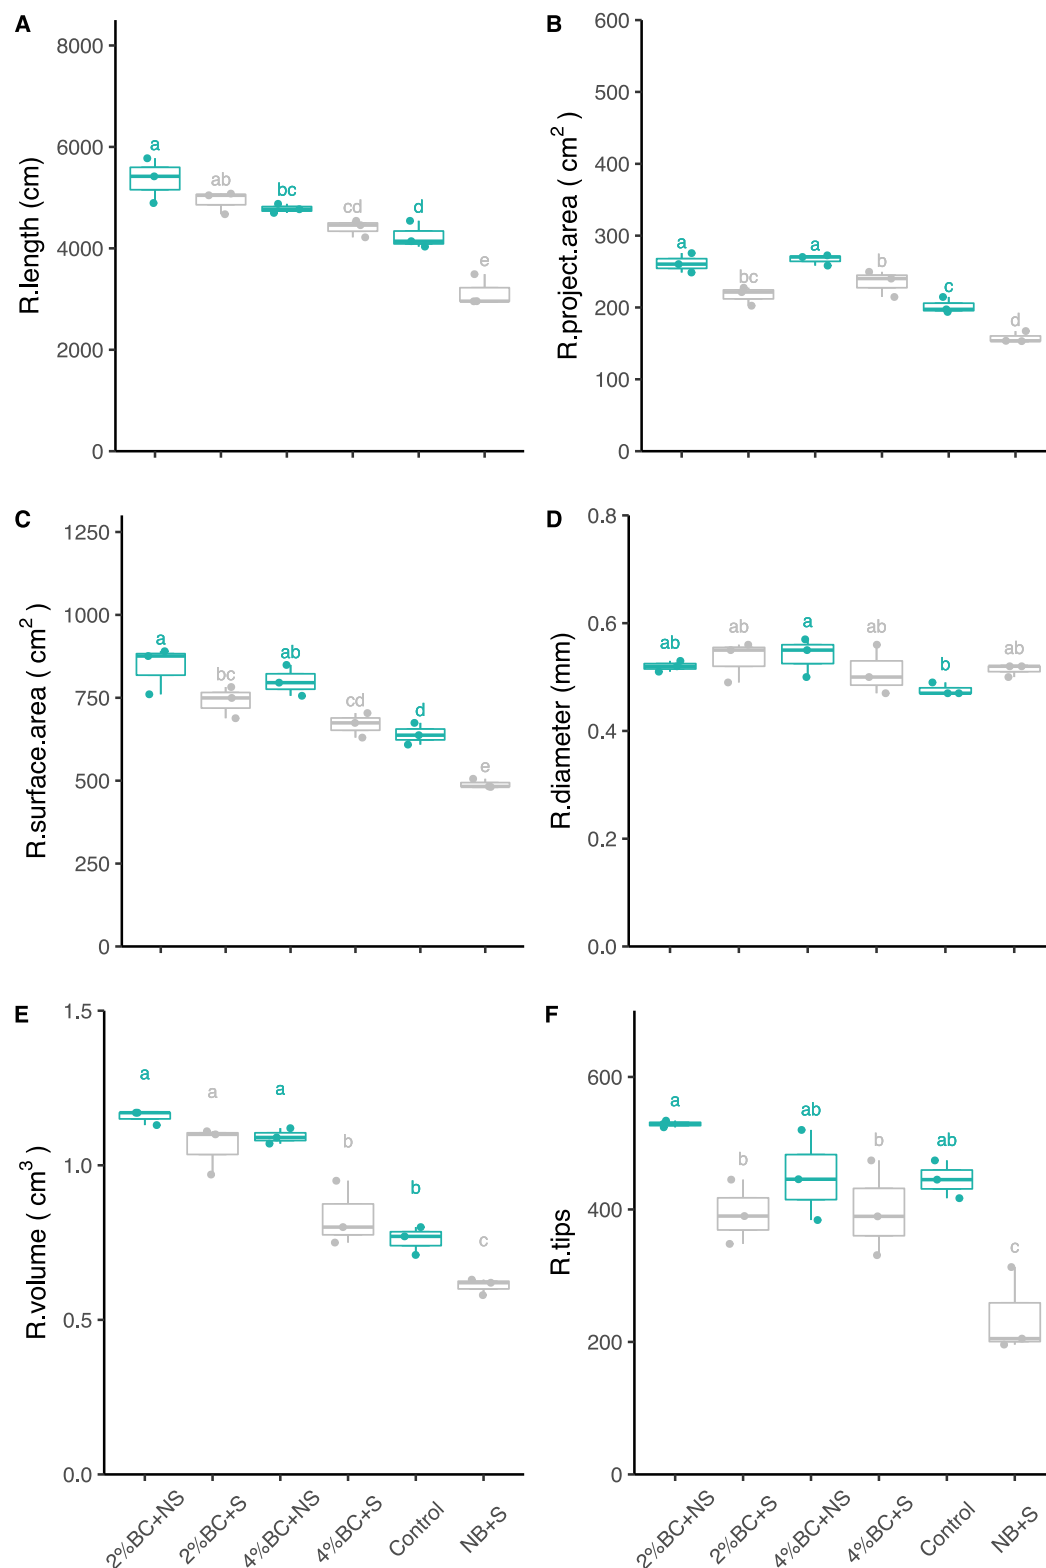 A
R.length (cm)
8000
6000
4000
2000
0
a
ab
bc
cd
d
e
B
R.project.area ( cm²)
600
500
400
300
200
100
0
a
bc
a
b
c
d
C
R.surface.area ( cm²)
1250
1000
750
500
250
0
a
bc
ab
cd
d
e
D
R.diameter (mm)
0.8
0.6
0.4
0.2
0.0
ab
ab
a
ab
b
ab
E
R.volume ( cm³)
1.5
1.0
0.5
0.0
a
a
a
b
b
c
2%BC+NS
2%BC+S
4%BC+NS
4%BC+S
Control
NB+S
F
R.tips
600
400
200
0
a
b
ab
b
ab
c
2%BC+NS
2%BC+S
4%BC+NS
4%BC+S
Control
NB+S